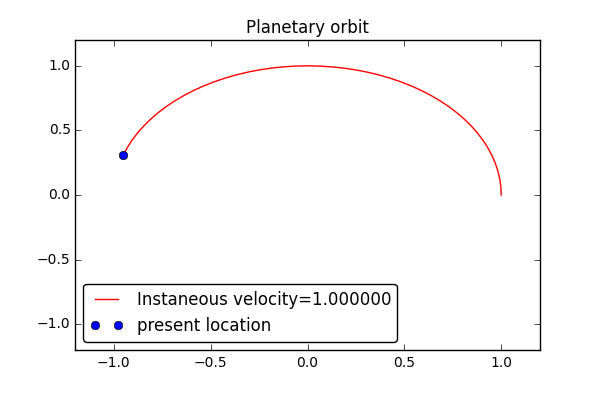 Planetary orbit
1.0
0.5
0.0
−0.5
−1.0
Instaneous velocity=1.000000
present location
−1.0 −0.5 0.0 0.5 1.0